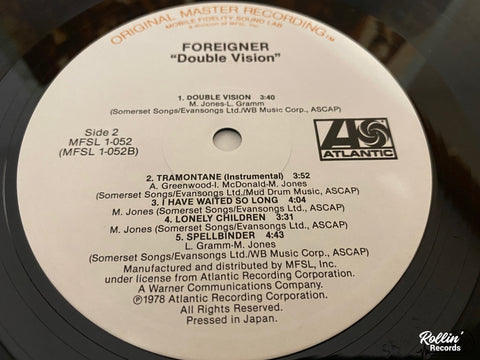 ORIGINAL MASTER RECORDING™
MOBILE FIDELITY SOUND LAB
A division of MFSL, Inc.
FOREIGNER
"Double Vision"
1. DOUBLE VISION 3:40
M. Jones-L. Gramm
(Somerset Songs/Evansongs Ltd./WB Music Corp., ASCAP)
Side 2
MFSL 1-052
(MFSL 1-052B)
ATLANTIC
2. TRAMONTANE (Instrumental) 3:52
A. Greenwood-I. McDonald-M. Jones
(Somerset Songs/Evansongs Ltd./Mud Drum Music, ASCAP)
3. I HAVE WAITED SO LONG 4:04
M. Jones (Somerset Songs/Evansongs Ltd., ASCAP)
4. LONELY CHILDREN 3:31
M. Jones (Somerset Songs/Evansongs Ltd., ASCAP)
5. SPELLBINDER 4:43
L. Gramm-M. Jones
(Somerset Songs/Evansongs Ltd./WB Music Corp., ASCAP)
Manufactured and distributed by MFSL, Inc.
under license from Atlantic Recording Corporation.
A Warner Communications Company.
℗1978 Atlantic Recording Corporation.
All Rights Reserved.
Pressed in Japan.
Rollin'
Records